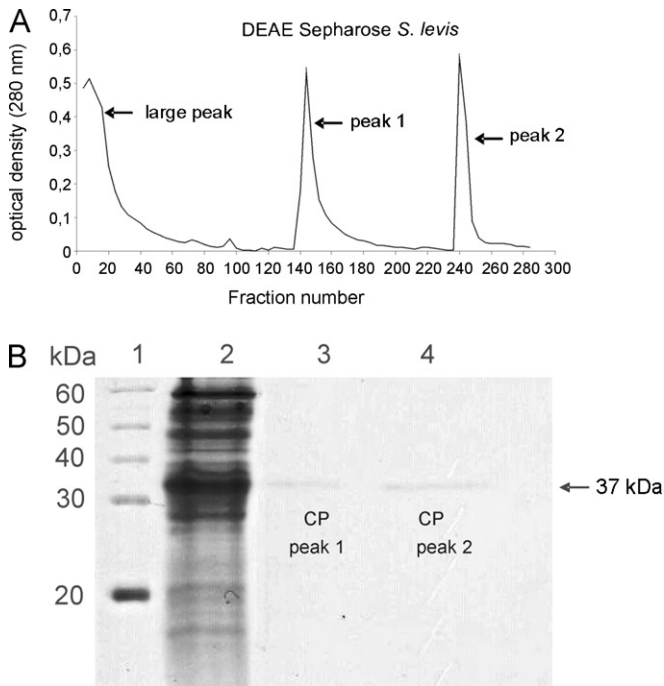 A
DEAE Sepharose S. levis
optical density (280 nm)
0,7
0,6
0,5
0,4
0,3
0,2
0,1
0
large peak
peak 1
peak 2
0 20 40 60 80 100 120 140 160 180 200 220 240 260 280 300
Fraction number
B
kDa 1 2 3 4
60
50
40
30
20
37 kDa
CP CP
peak 1 peak 2